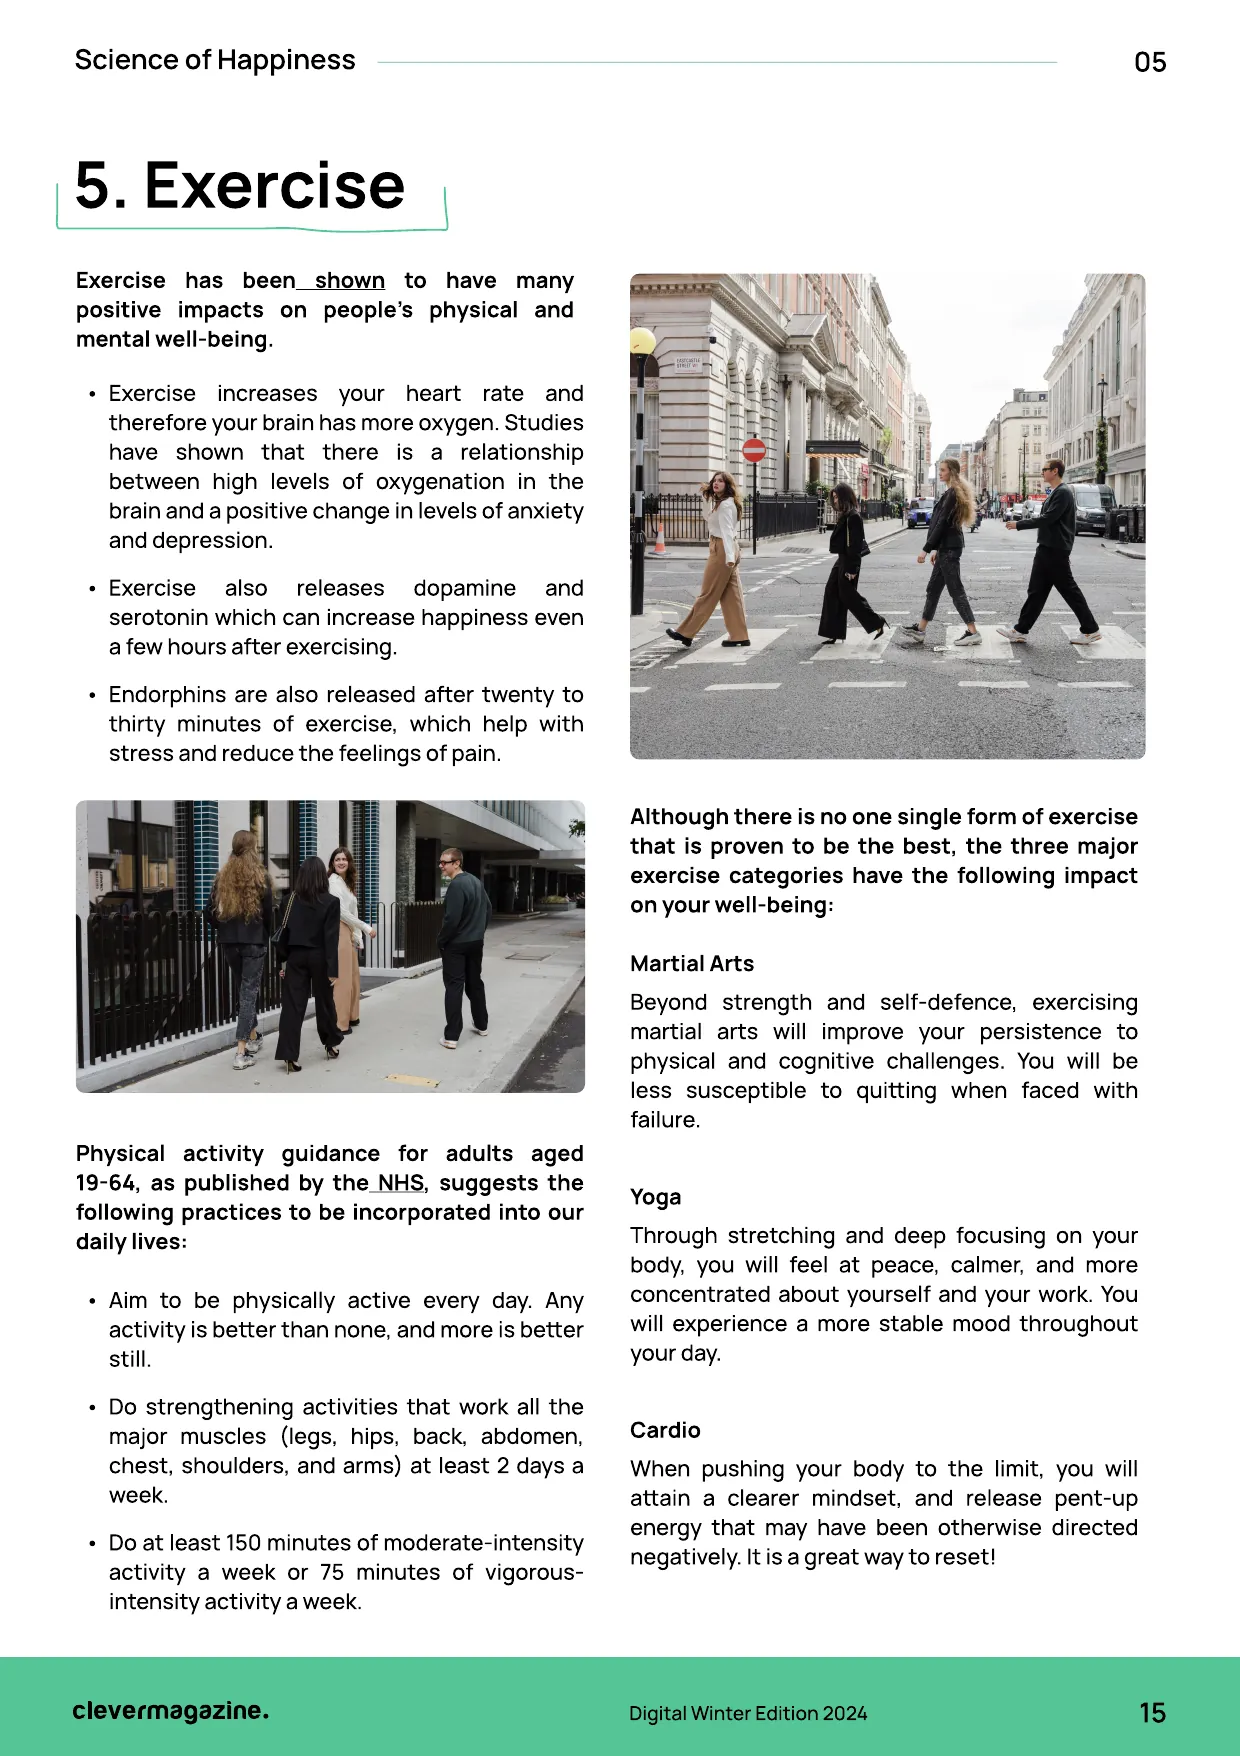 Science of Happiness
05
5. Exercise
Exercise has been shown to have many
positive impacts on people's physical and
mental well-being.
• Exercise increases your heart rate and
therefore your brain has more oxygen. Studies
have shown that there is a relationship
between high levels of oxygenation in the
brain and a positive change in levels of anxiety
and depression.
• Exercise also releases dopamine and
serotonin which can increase happiness even
a few hours after exercising.
• Endorphins are also released after twenty to
thirty minutes of exercise, which help with
stress and reduce the feelings of pain.
Physical activity guidance for adults aged
19-64, as published by the NHS, suggests the
following practices to be incorporated into our
daily lives:
• Aim to be physically active every day. Any
activity is better than none, and more is better
still.
• Do strengthening activities that work all the
major muscles (legs, hips, back, abdomen,
chest, shoulders, and arms) at least 2 days a
week.
• Do at least 150 minutes of moderate-intensity
activity a week or 75 minutes of vigorous-
intensity activity a week.
Although there is no one single form of exercise
that is proven to be the best, the three major
exercise categories have the following impact
on your well-being:
Martial Arts
Beyond strength and self-defence, exercising
martial arts will improve your persistence to
physical and cognitive challenges. You will be
less susceptible to quitting when faced with
failure.
Yoga
Through stretching and deep focusing on your
body, you will feel at peace, calmer, and more
concentrated about yourself and your work. You
will experience a more stable mood throughout
your day.
Cardio
When pushing your body to the limit, you will
attain a clearer mindset, and release pent-up
energy that may have been otherwise directed
negatively. It is a great way to reset!
clevermagazine.
Digital Winter Edition 2024
15